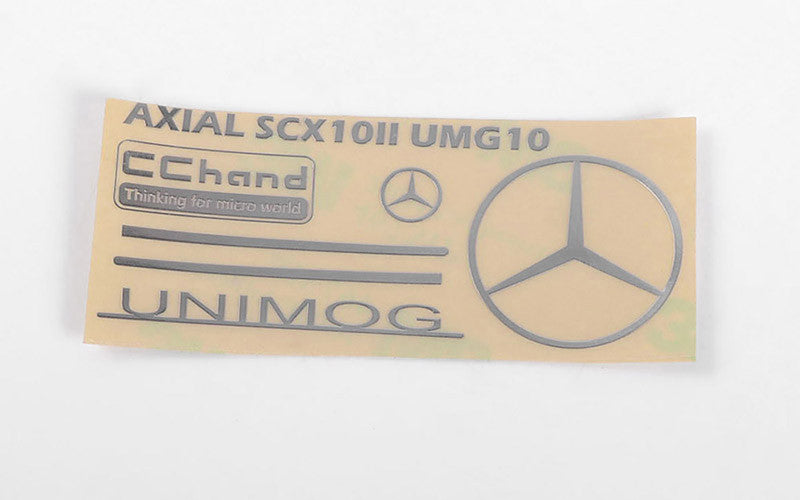 AXIAL SCX10II UMG10
CChand
Thinking for micro world
UNIMOG